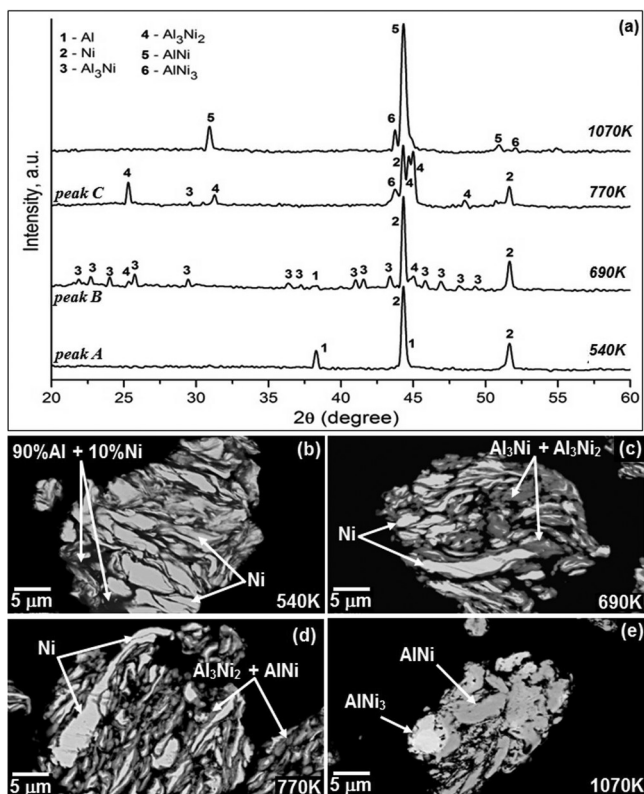 (a)
1 - Al
2 - Ni
3 - Al₃Ni
4 - Al₃Ni₂
5 - AlNi
6 - AlNi₃
Intensity, a.u.
5
5
6
5
6
1070K
peak C
4
3
4
6
2
4
4
4
2
770K
peak B
3
3
3
4
3
3
3
3
1
3
3
3
2
4
3
3
3
3
2
690K
peak A
1
2
1
2
540K
20 25 30 35 40 45 50 55 60
2θ (degree)
90%Al + 10%Ni
(b)
Ni
5 µm
540K
Al₃Ni + Al₃Ni₂
(c)
Ni
5 µm
690K
(d)
Ni
Al₃Ni₂ + AlNi
5 µm
770K
(e)
AlNi
AlNi₃
5 µm
1070K